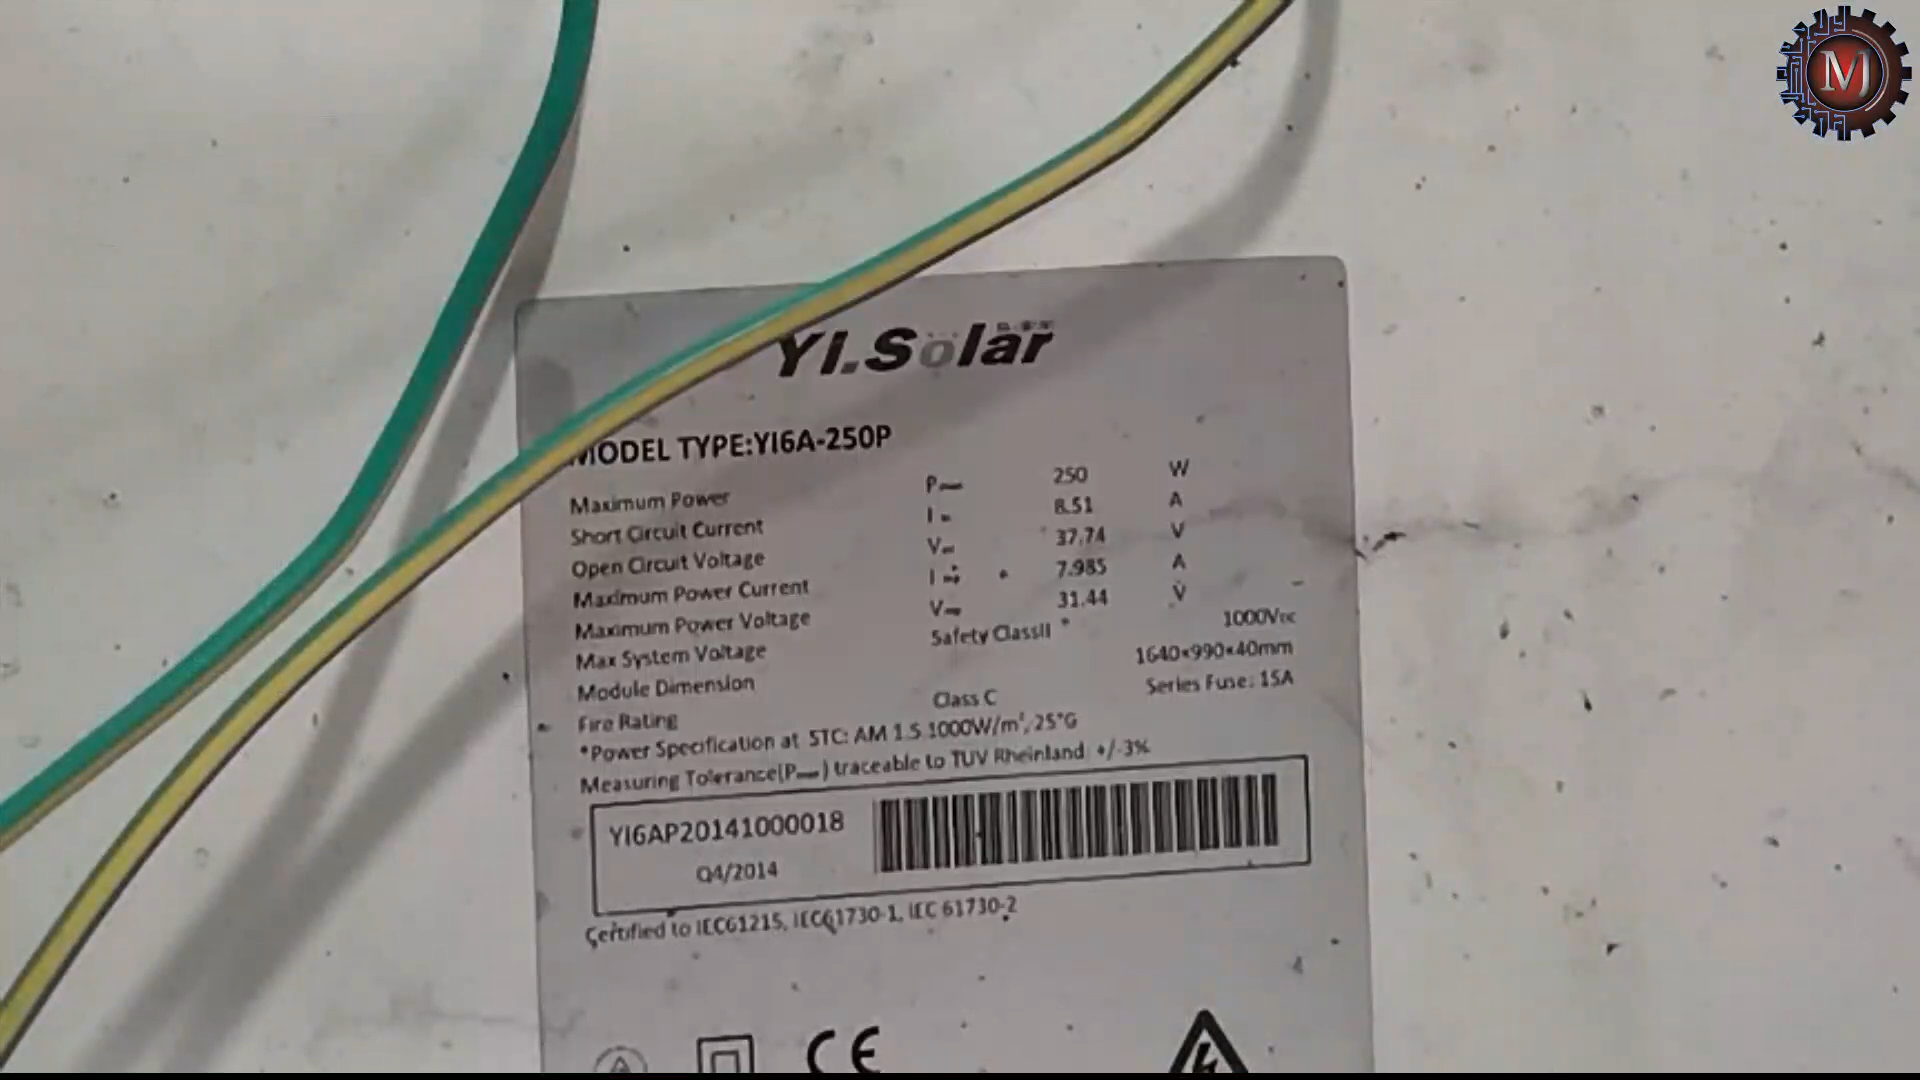 MJ
YI.Solar
MODEL TYPE:YI6A-250P
Maximum Power P 250 W
Short Circuit Current I 8.51 A
Open Circuit Voltage V 37.74 V
Maximum Power Current I 7.985 A
Maximum Power Voltage V 31.44 V
Max System Voltage Safety ClassII 1000VDC
Module Dimension 1640×990×40mm
Fire Rating Class C Series Fuse: 15A
*Power Specification at STC: AM 1.5 1000W/m², 25°G
Measuring Tolerance(P ) traceable to TUV Rheinland +/-3%
YI6AP20141000018
Q4/2014
Certified to IEC61215, IEC61730-1, IEC 61730-2
CE